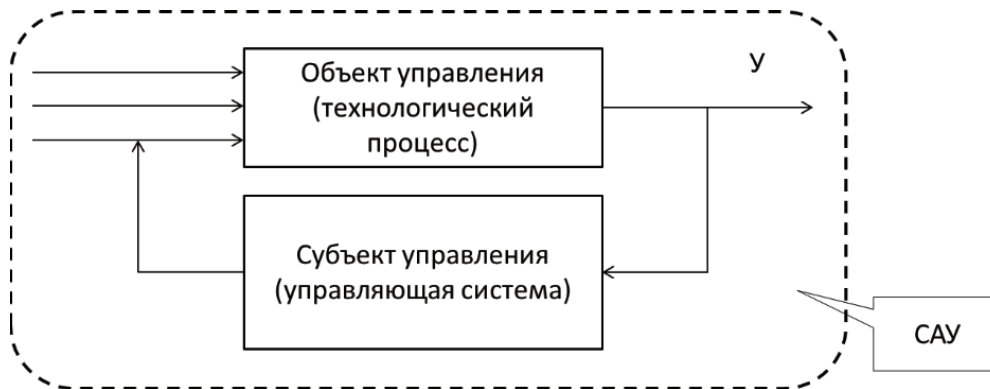 Объект управления
(технологический
процесс)
У
Субъект управления
(управляющая система)
САУ